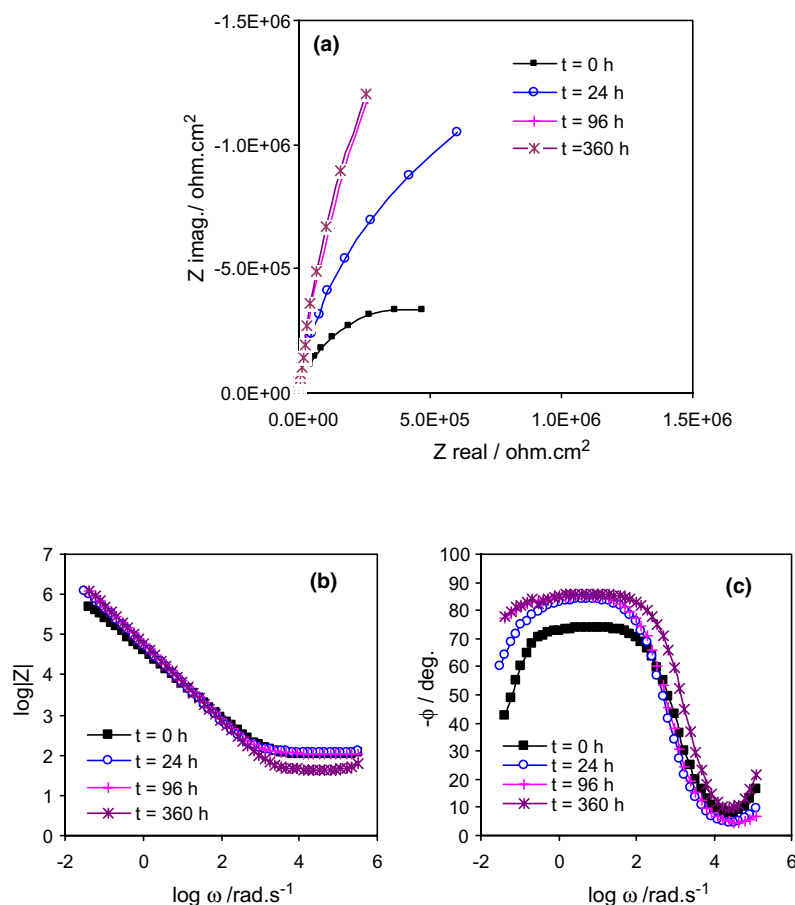 (a)
-1.5E+06
-1.0E+06
-5.0E+05
0.0E+00
Z imag./ ohm.cm²
t = 0 h
t = 24 h
t = 96 h
t =360 h
0.0E+00 5.0E+05 1.0E+06 1.5E+06
Z real / ohm.cm²
(b)
7
6
5
4
3
2
1
0
log|Z|
t = 0 h
t = 24 h
t = 96 h
t = 360 h
-2 0 2 4 6
log ω /rad.s⁻¹
(c)
100
90
80
70
60
50
40
30
20
10
0
-ϕ / deg.
t = 0 h
t = 24 h
t = 96 h
t = 360 h
-2 0 2 4 6
log ω /rad.s⁻¹